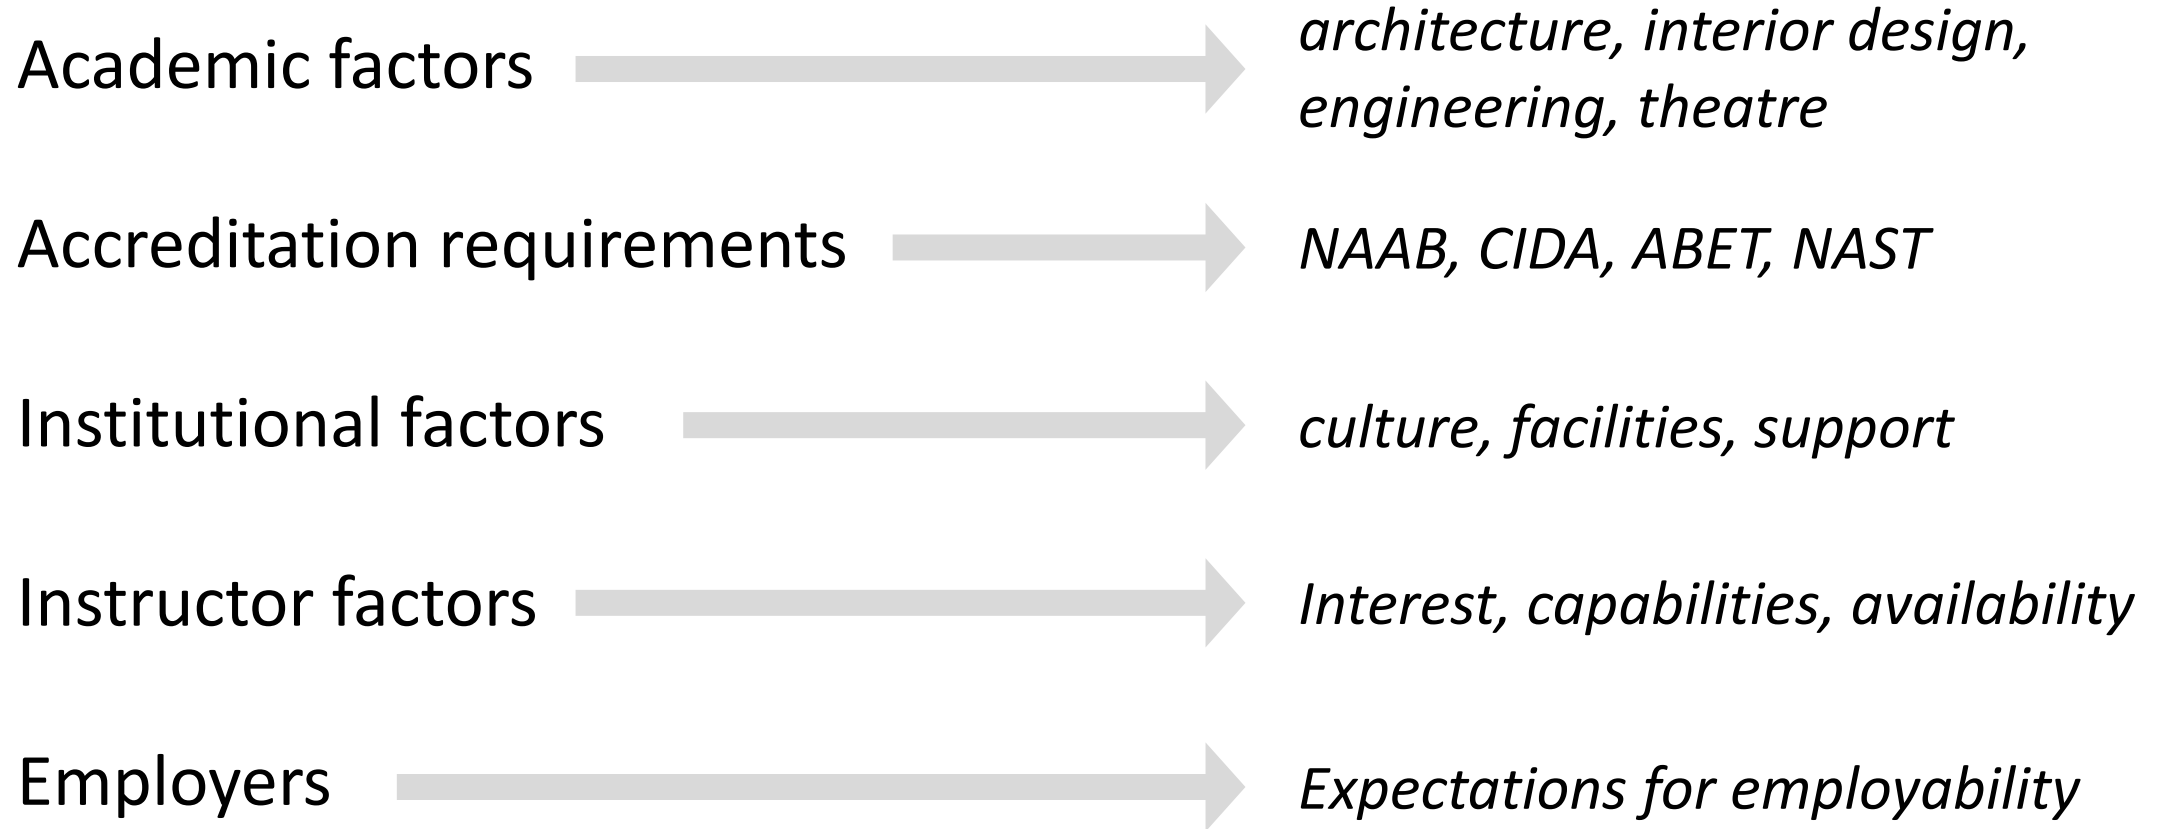 Academic factors
architecture, interior design,
engineering, theatre
Accreditation requirements
NAAB, CIDA, ABET, NAST
Institutional factors
culture, facilities, support
Instructor factors
Interest, capabilities, availability
Employers
Expectations for employability